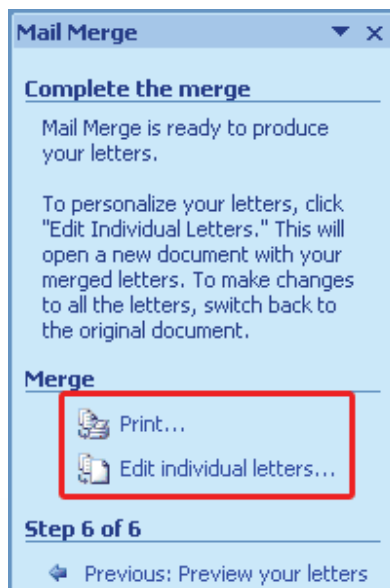 Mail Merge
Complete the merge
Mail Merge is ready to produce
your letters.
To personalize your letters, click
"Edit Individual Letters." This will
open a new document with your
merged letters. To make changes
to all the letters, switch back to
the original document.
Merge
Print...
Edit individual letters...
Step 6 of 6
Previous: Preview your letters